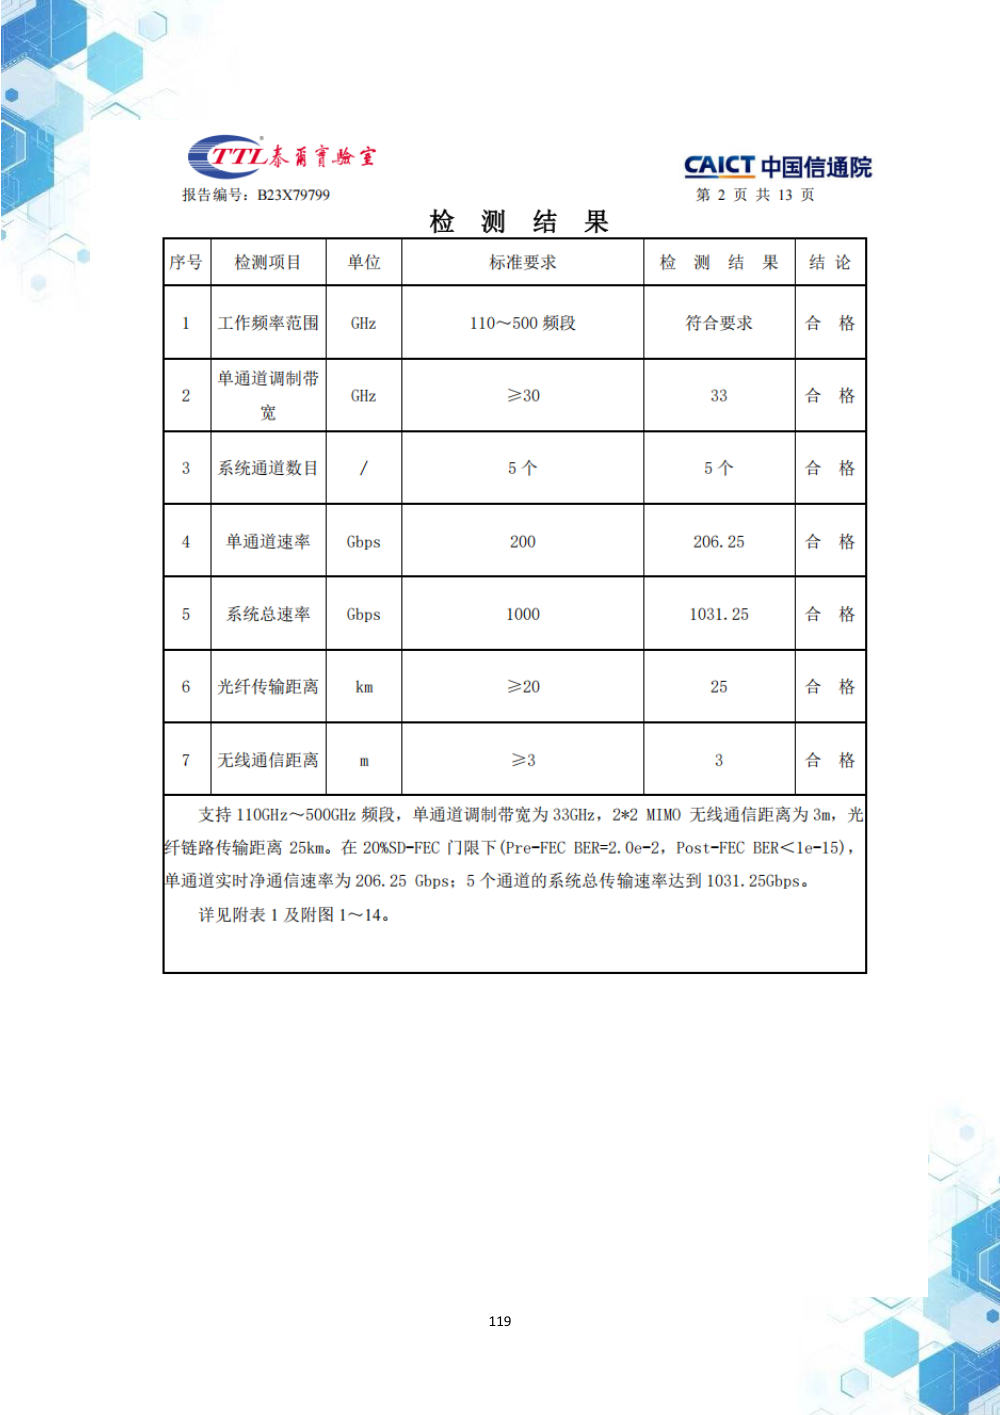 TTL泰尔实验室
CAICT 中国信通院
报告编号：B23X79799
第 2 页 共 13 页
检 测 结 果
序号 检测项目 单位 标准要求 检 测 结 果 结 论
1 工作频率范围 GHz 110～500 频段 符合要求 合 格
2 单通道调制带宽 GHz ≥30 33 合 格
3 系统通道数目 / 5 个 5 个 合 格
4 单通道速率 Gbps 200 206.25 合 格
5 系统总速率 Gbps 1000 1031.25 合 格
6 光纤传输距离 km ≥20 25 合 格
7 无线通信距离 m ≥3 3 合 格
支持 110GHz～500GHz 频段，单通道调制带宽为 33GHz，2*2 MIMO 无线通信距离为 3m，光
纤链路传输距离 25km。在 20%SD-FEC 门限下(Pre-FEC BER=2.0e-2，Post-FEC BER＜1e-15)，
单通道实时净通信速率为 206.25 Gbps；5 个通道的系统总传输速率达到 1031.25Gbps。
详见附表 1 及附图 1～14。
119